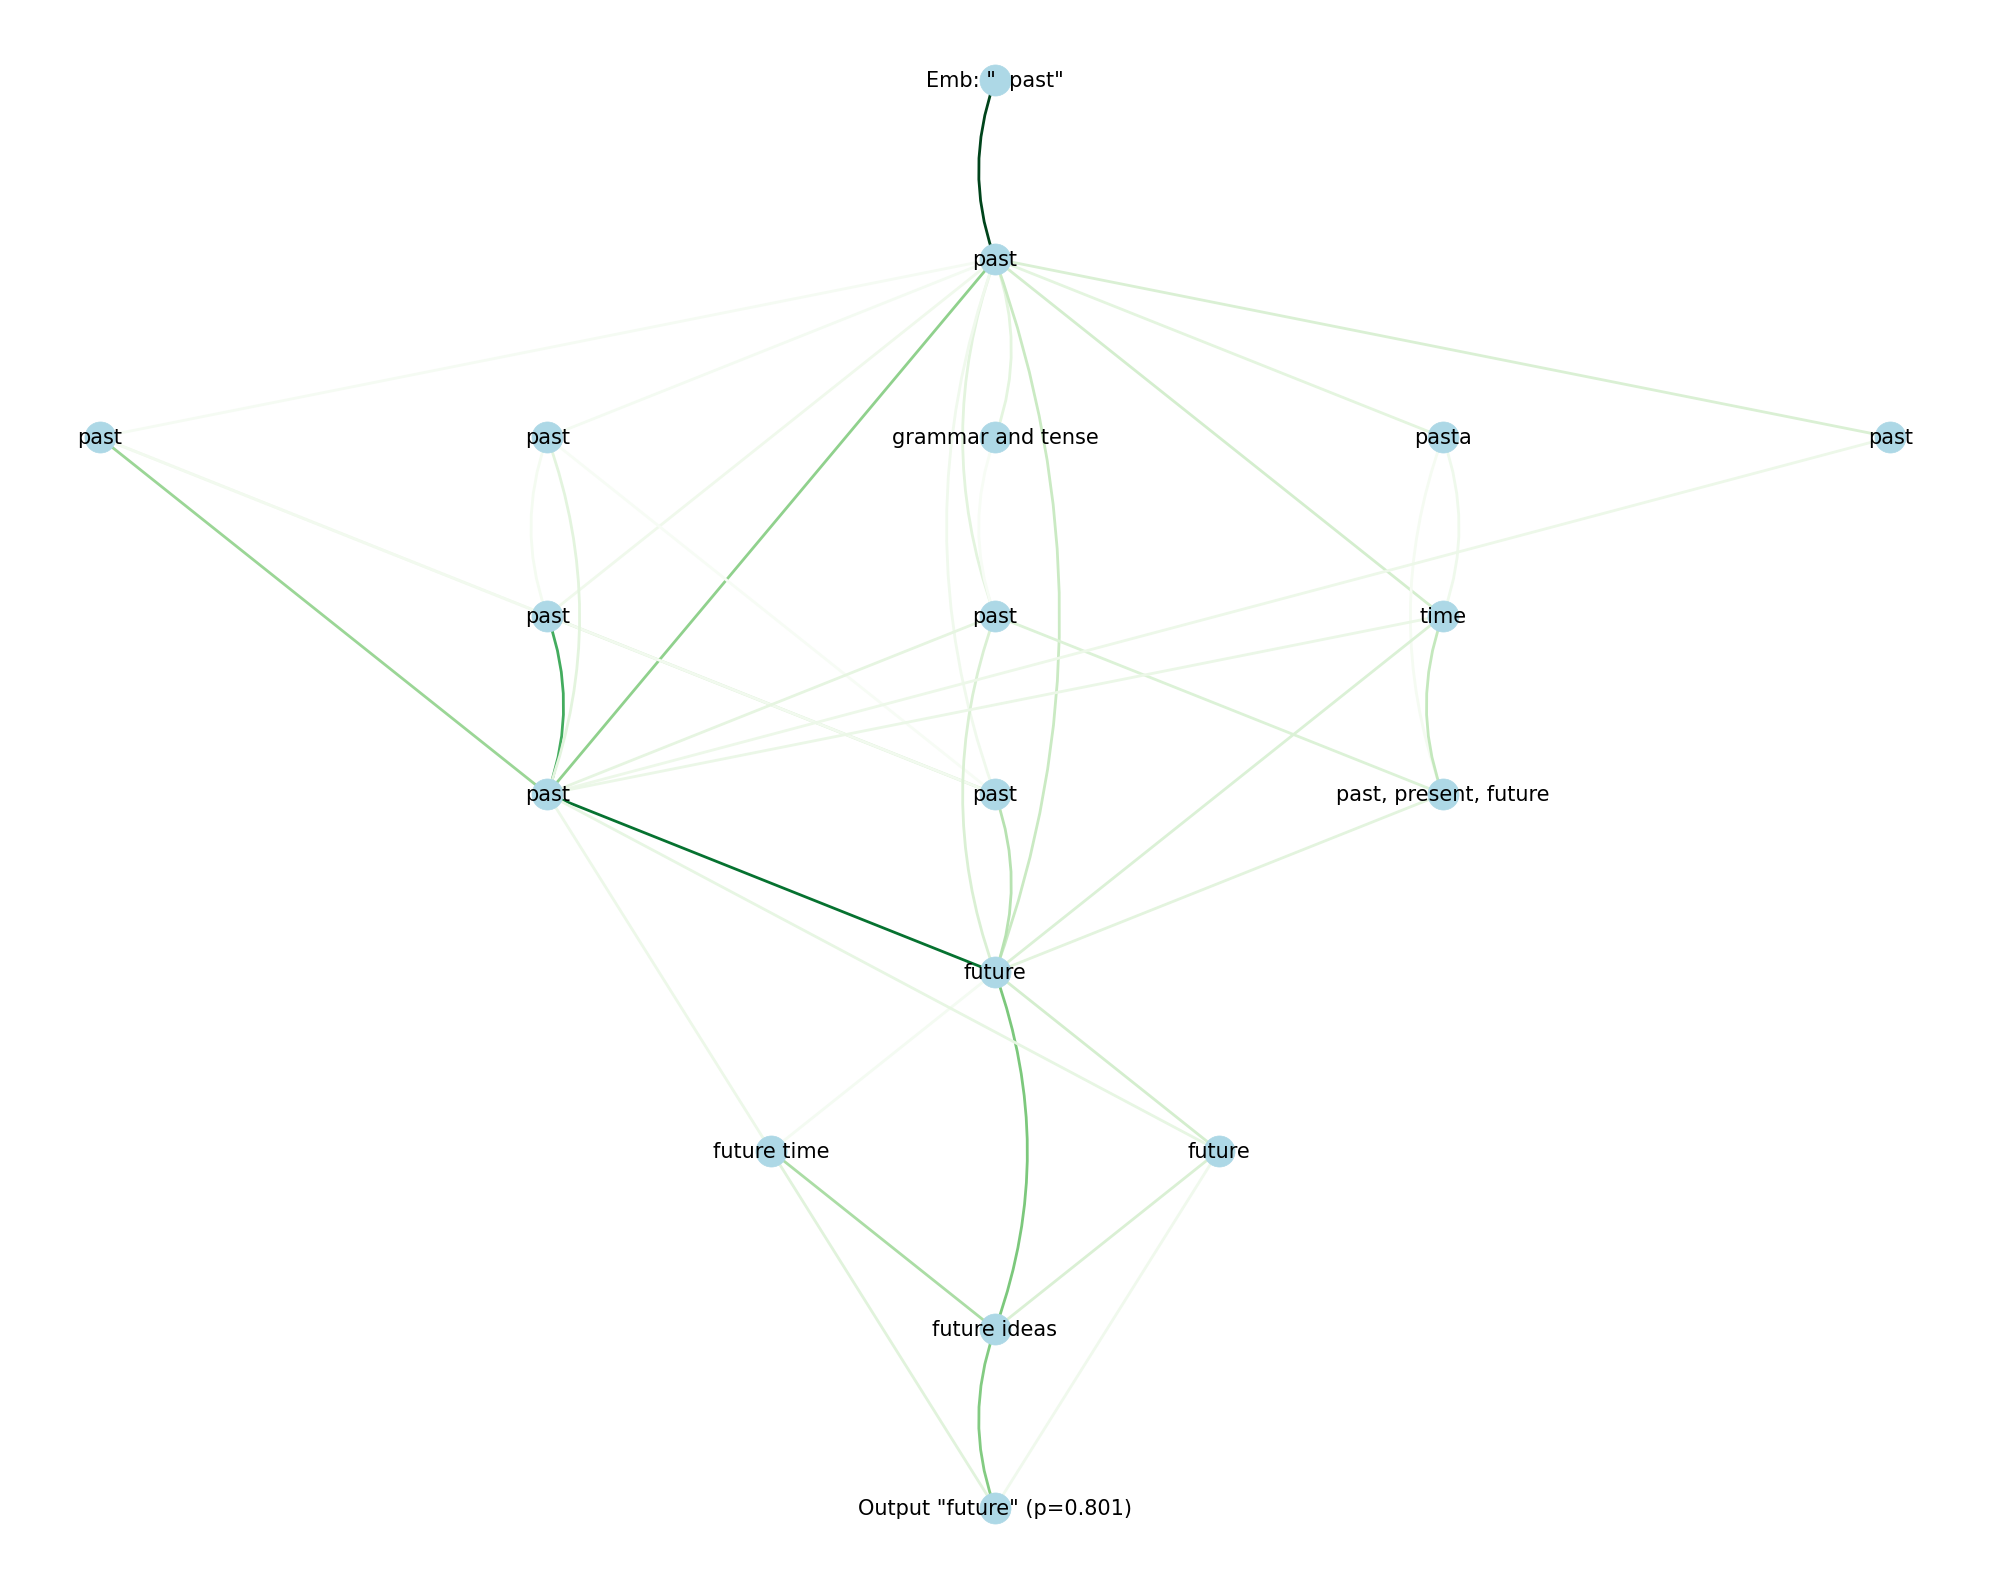 Emb: " past"
past
past
past
grammar and tense
pasta
past
past
past
time
past
past
past, present, future
future
future time
future
future ideas
Output "future" (p=0.801)